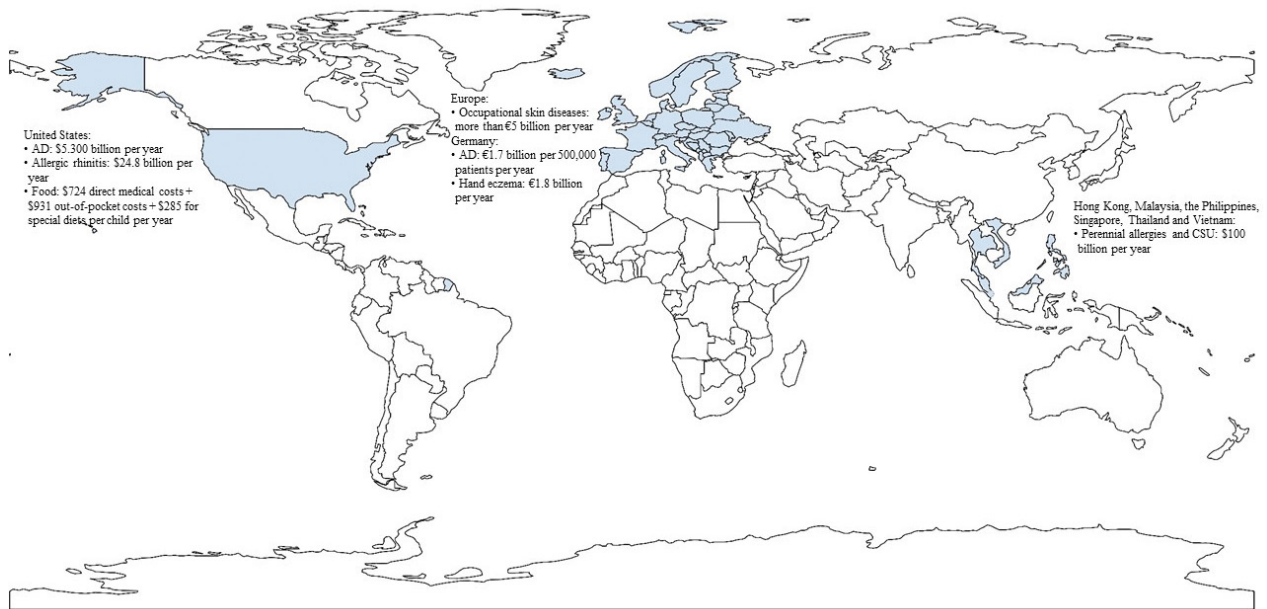 United States:
• AD: $5.300 billion per year
• Allergic rhinitis: $24.8 billion per
year
• Food: $724 direct medical costs +
$931 out-of-pocket costs + $285 for
special diets per child per year
Europe:
• Occupational skin diseases:
more than €5 billion per year
Germany:
• AD: €1.7 billion per 500,000
patients per year
• Hand eczema: €1.8 billion
per year
Hong Kong, Malaysia, the Philippines,
Singapore, Thailand and Vietnam:
• Perennial allergies and CSU: $100
billion per year